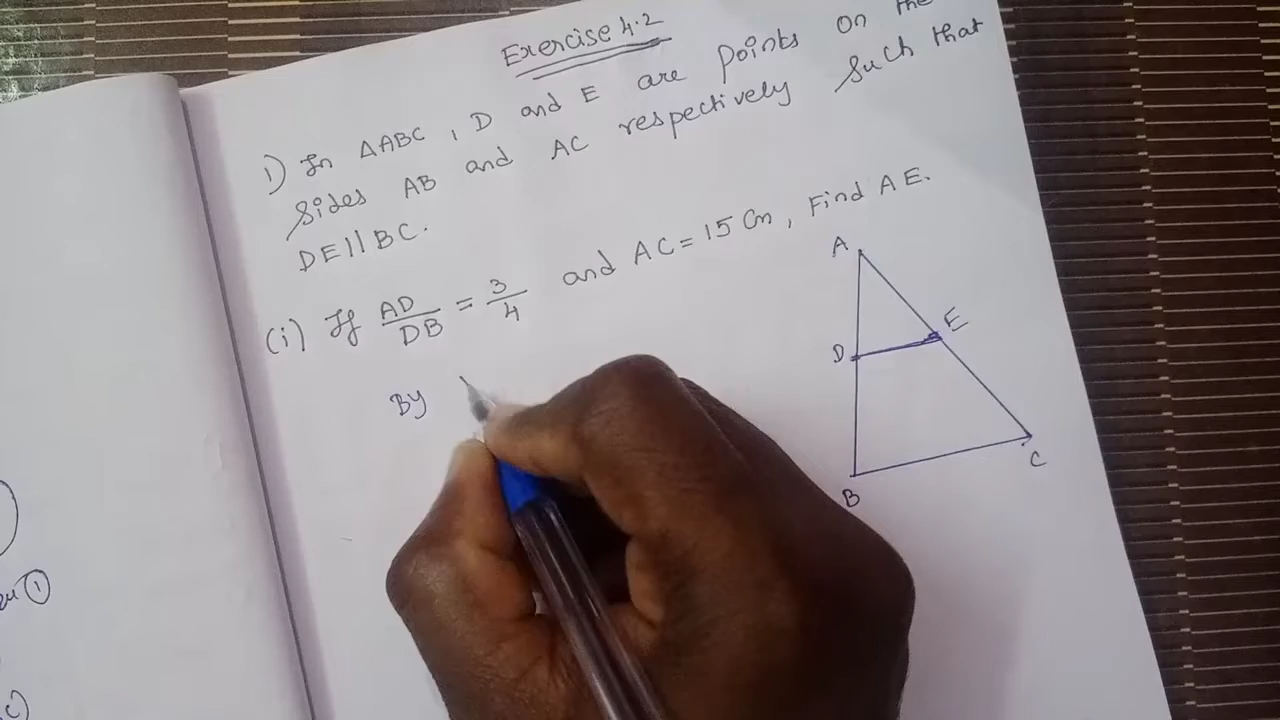 Exercise 4.2
1) In ∆ABC, D and E are points on the
Sides AB and AC respectively such that
DE||BC.
(i) If AD/DB = 3/4 and AC = 15 cm, Find AE.
By
A
E
D
C
B
①